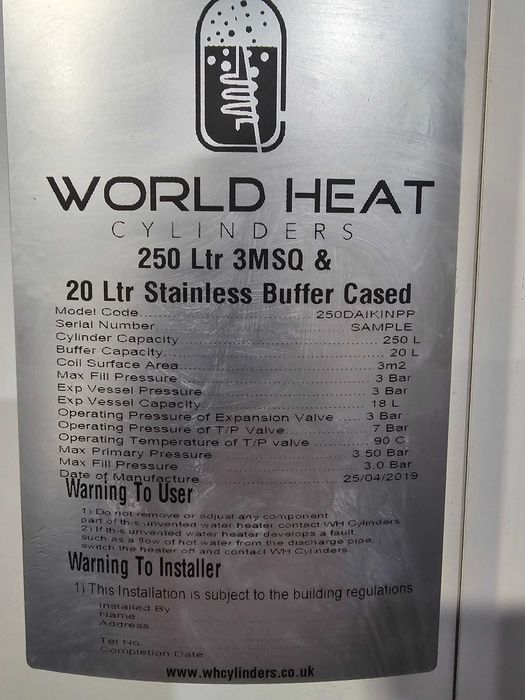 WORLD HEAT
CYLINDERS
250 Ltr 3MSQ &
20 Ltr Stainless Buffer Cased
Model Code 250DAIKINPP
Serial Number SAMPLE
Cylinder Capacity 250 L
Buffer Capacity 20 L
Coil Surface Area 3m2
Max Fill Pressure 3 Bar
Exp Vessel Pressure 3 Bar
Exp Vessel Capacity 18 L
Operating Pressure of Expansion Valve 3 Bar
Operating Pressure of T/P Valve 7 Bar
Operating Temperature of T/P valve 90 C
Max Primary Pressure 3.50 Bar
Max Fill Pressure 3.0 Bar
Date of Manufacture 25/04/2019
Warning To User
1) Do not remove or adjust any component
part of this unvented water heater contact WH Cylinders
2) If this unvented water heater develops a fault
such as a flow of hot water from the discharge pipe,
switch the heater off and contact WH Cylinders
Warning To Installer
1) This Installation is subject to the building regulations
Installed By
Name
Address
Tel No
Completion Date
www.whcylinders.co.uk